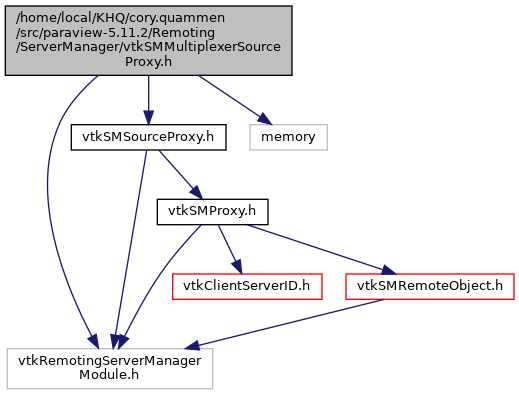 /home/local/KHQ/cory.quammen
/src/paraview-5.11.2/Remoting
/ServerManager/vtkSMMultiplexerSource
Proxy.h
vtkSMSourceProxy.h
memory
vtkSMProxy.h
vtkClientServerID.h
vtkSMRemoteObject.h
vtkRemotingServerManager
Module.h